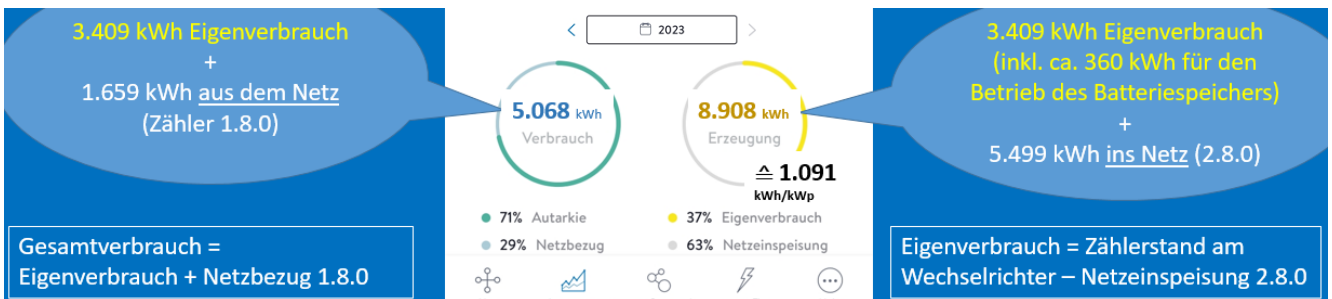 3.409 kWh Eigenverbrauch
+
1.659 kWh aus dem Netz
(Zähler 1.8.0)
Gesamtverbrauch =
Eigenverbrauch + Netzbezug 1.8.0
2023
5.068 kWh
Verbrauch
8.908 kWh
Erzeugung
≙ 1.091
kWh/kWp
71% Autarkie
29% Netzbezug
37% Eigenverbrauch
63% Netzeinspeisung
3.409 kWh Eigenverbrauch
(inkl. ca. 360 kWh für den
Betrieb des Batteriespeichers)
+
5.499 kWh ins Netz (2.8.0)
Eigenverbrauch = Zählerstand am
Wechselrichter – Netzeinspeisung 2.8.0